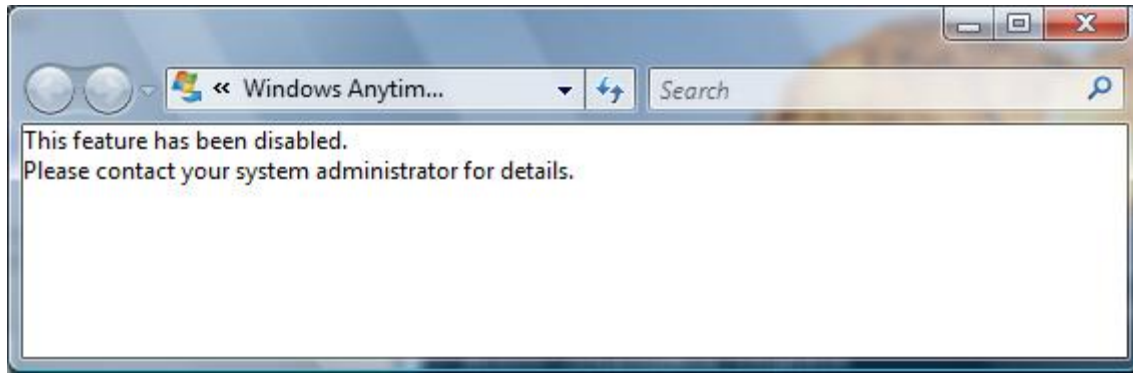 « Windows Anytim...
Search
This feature has been disabled.
Please contact your system administrator for details.